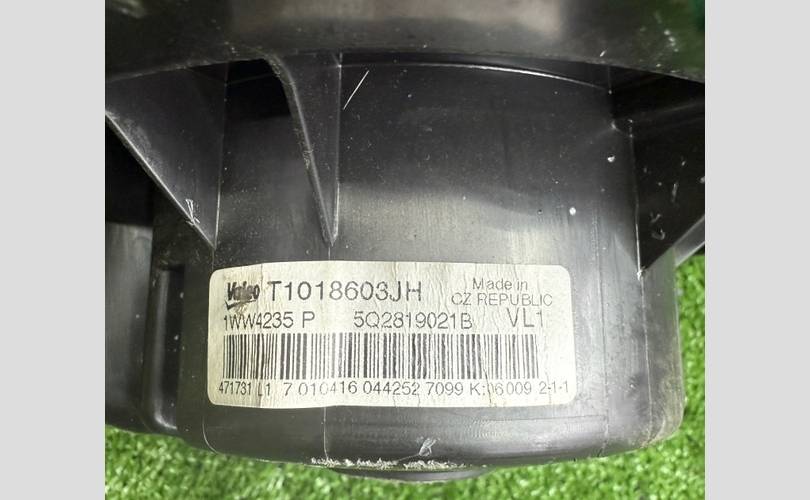 Valeo T1018603JH Made in
CZ REPUBLIC
1WW4235 P 5Q2819021B VL1
471731 L1 7 010416 044252 7099 K:06009 2-1-1